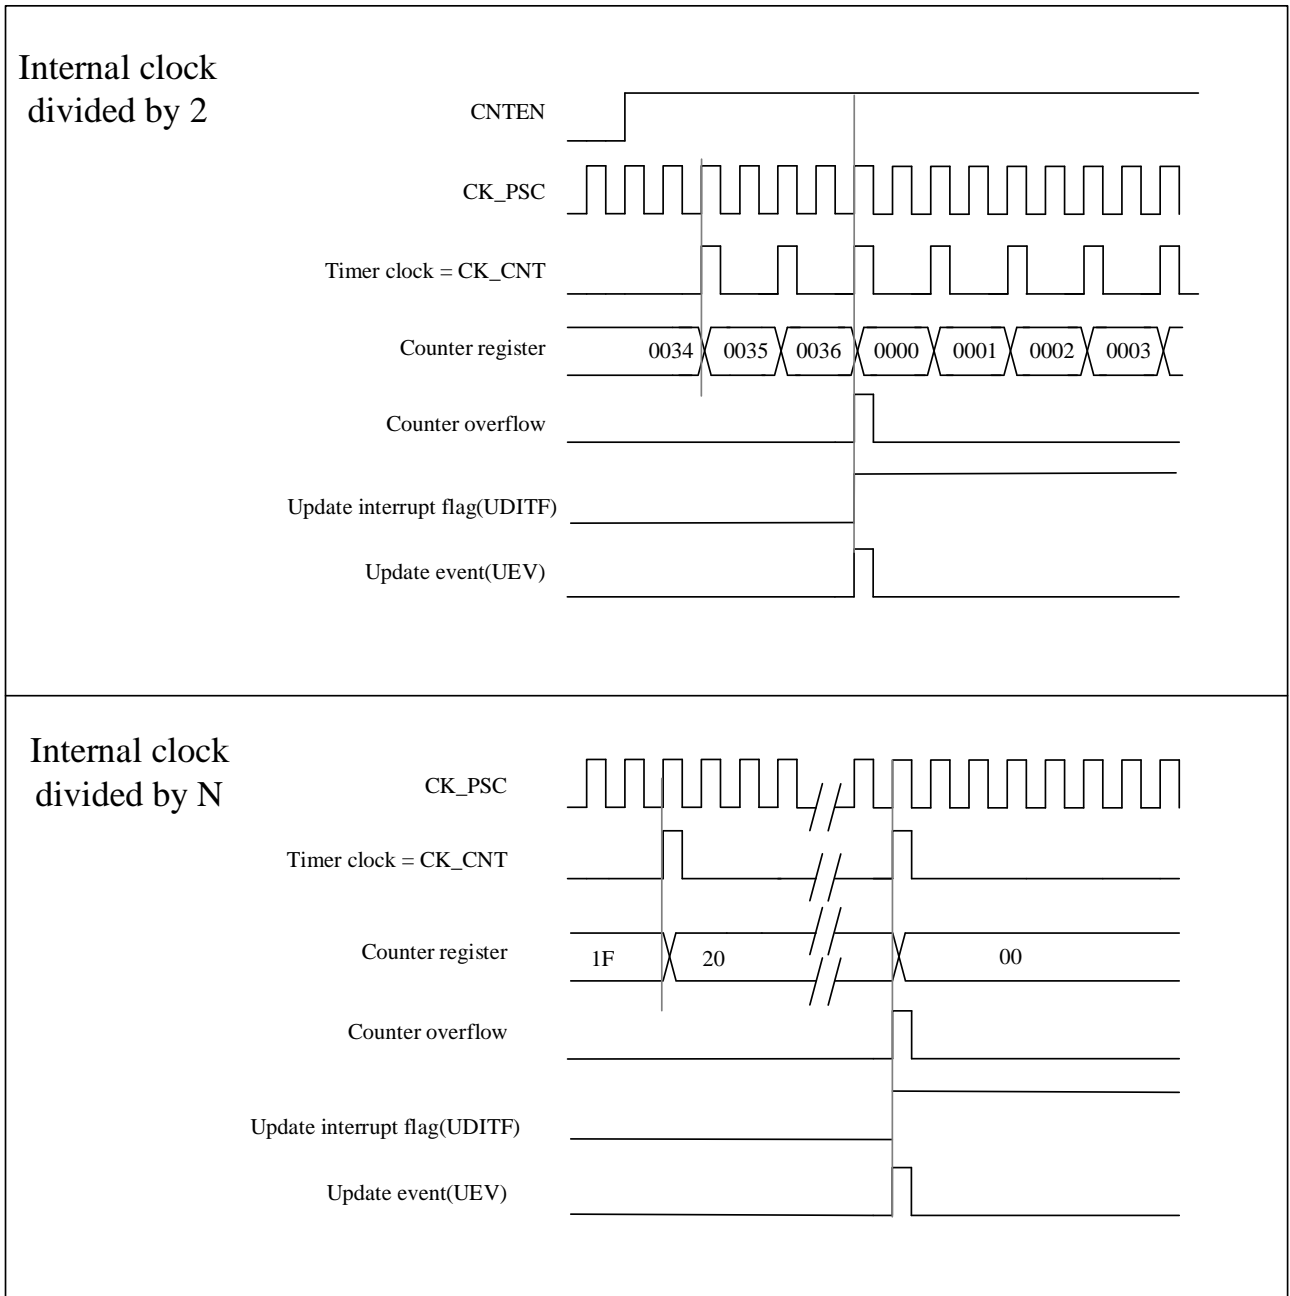 Internal clock
divided by 2
CNTEN
CK_PSC
Timer clock = CK_CNT
Counter register
0034 0035 0036 0000 0001 0002 0003
Counter overflow
Update interrupt flag(UDITF)
Update event(UEV)
Internal clock
divided by N
CK_PSC
Timer clock = CK_CNT
Counter register
1F 20 00
Counter overflow
Update interrupt flag(UDITF)
Update event(UEV)